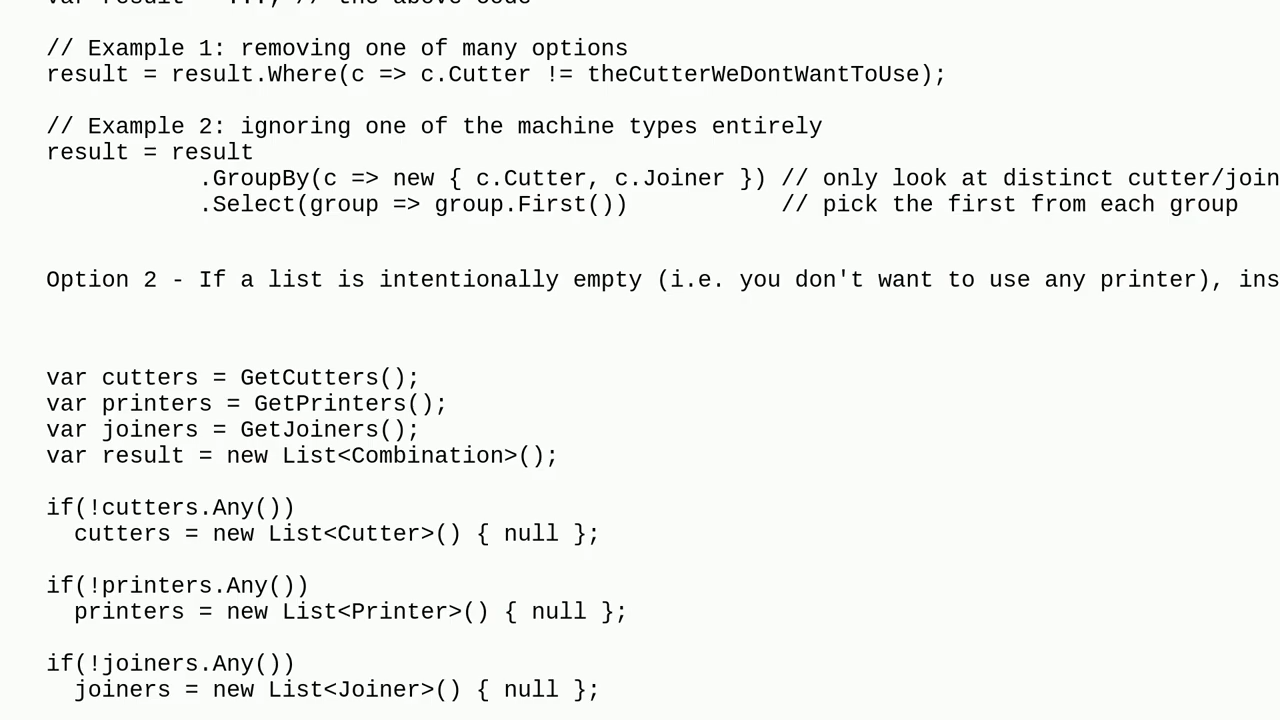 var result = ...; // the above code
// Example 1: removing one of many options
result = result.Where(c => c.Cutter != theCutterWeDontWantToUse);
// Example 2: ignoring one of the machine types entirely
result = result
.GroupBy(c => new { c.Cutter, c.Joiner }) // only look at distinct cutter/join
.Select(group => group.First()) // pick the first from each group
Option 2 - If a list is intentionally empty (i.e. you don't want to use any printer), ins
var cutters = GetCutters();
var printers = GetPrinters();
var joiners = GetJoiners();
var result = new List<Combination>();
if(!cutters.Any())
cutters = new List<Cutter>() { null };
if(!printers.Any())
printers = new List<Printer>() { null };
if(!joiners.Any())
joiners = new List<Joiner>() { null };